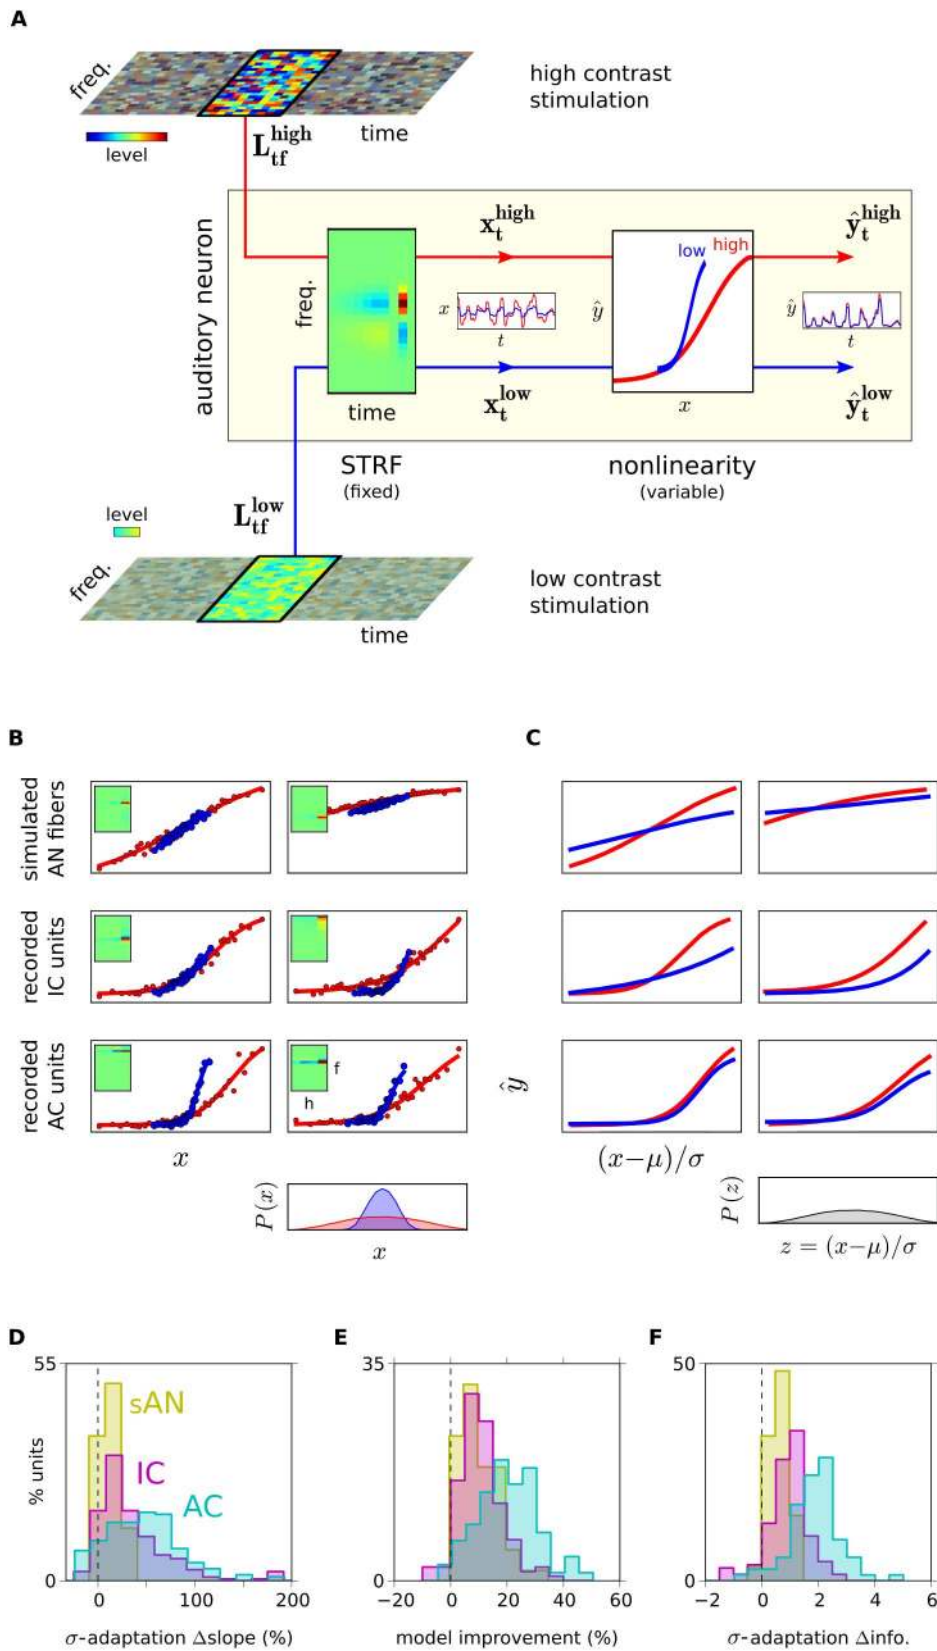 A
freq.
high contrast
stimulation
time
level
L_tf^high
auditory neuron
x_t^high
ŷ_t^high
low
high
freq.
x
t
ŷ
ŷ
t
time
x_t^low
x
ŷ_t^low
STRF
(fixed)
nonlinearity
(variable)
level
L_tf^low
freq.
low contrast
stimulation
time
B
C
simulated
AN fibers
recorded
IC units
recorded
AC units
f
h
ŷ
x
(x−μ)/σ
P(x)
P(z)
x
z = (x−μ)/σ
D
E
F
55
35
50
sAN
IC
AC
% units
0
0
0
0 100 200
−20 0 20 40 60
−2 0 2 4 6
σ-adaptation Δslope (%)
model improvement (%)
σ-adaptation Δinfo.